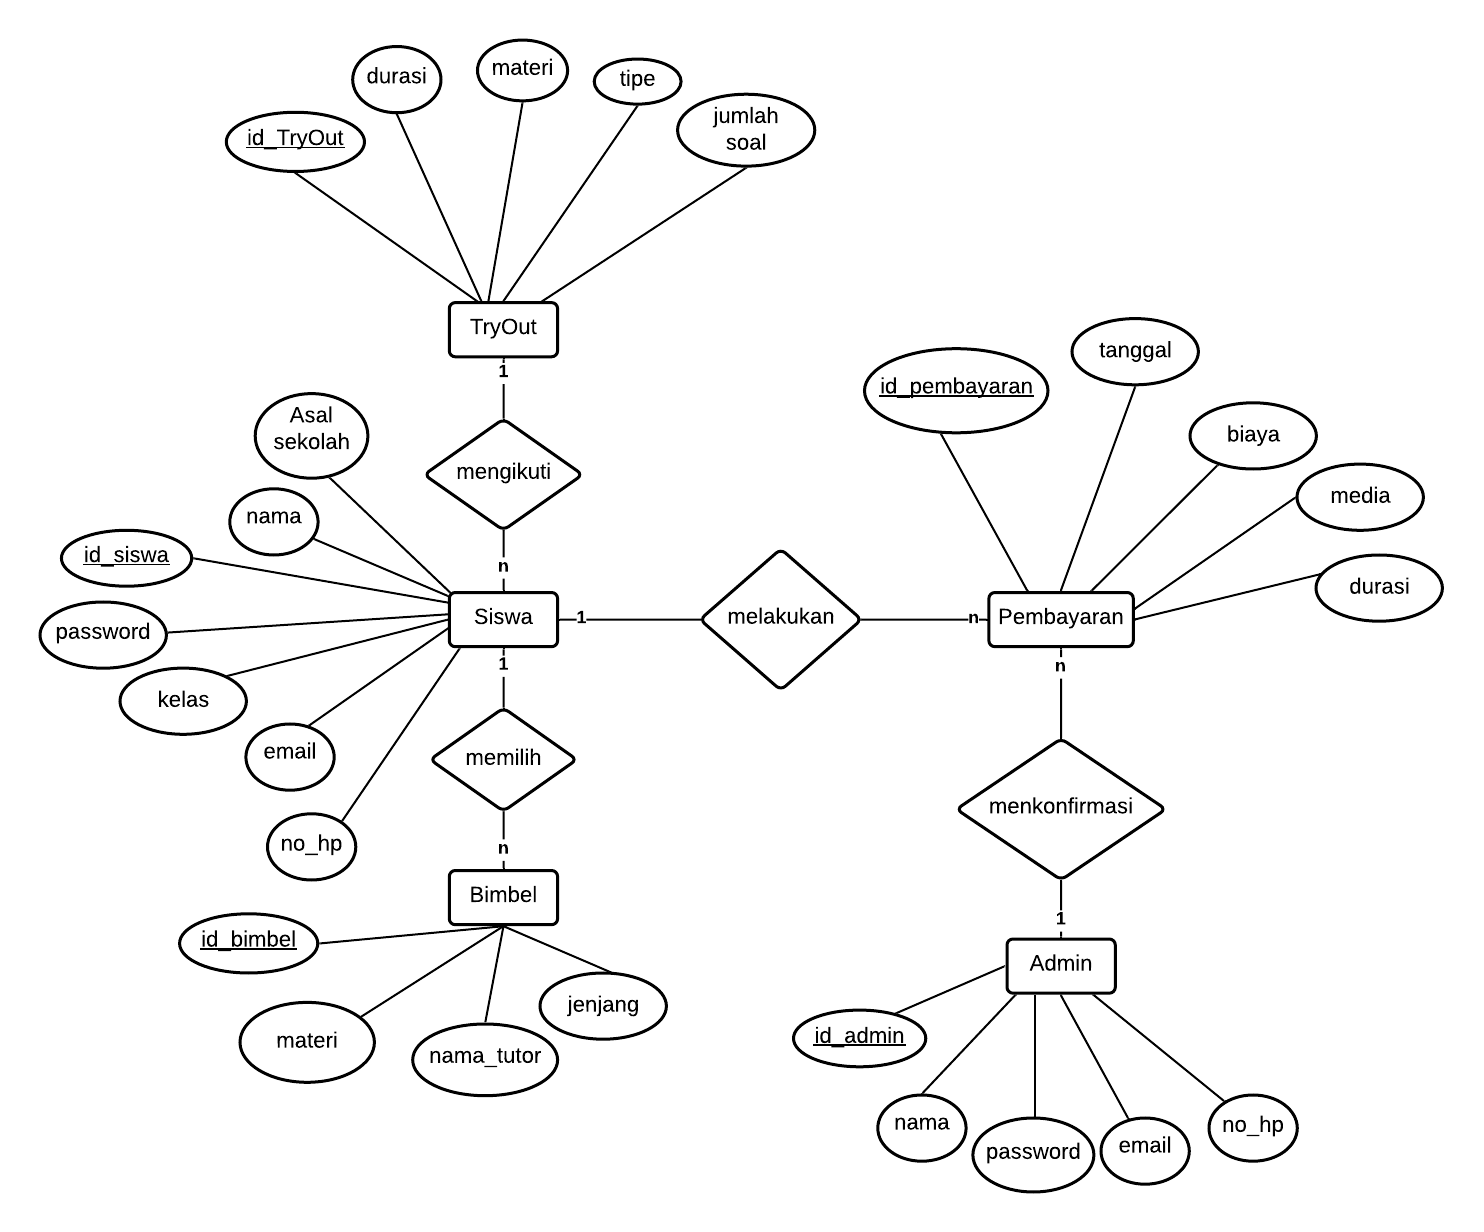 materi
durasi
tipe
jumlah
soal
id_TryOut
TryOut
1
mengikuti
n
Asal
sekolah
nama
id_siswa
password
kelas
email
no_hp
Siswa
1
melakukan
n
Pembayaran
id_pembayaran
tanggal
biaya
media
durasi
1
memilih
n
Bimbel
id_bimbel
materi
nama_tutor
jenjang
n
menkonfirmasi
1
Admin
id_admin
nama
password
email
no_hp